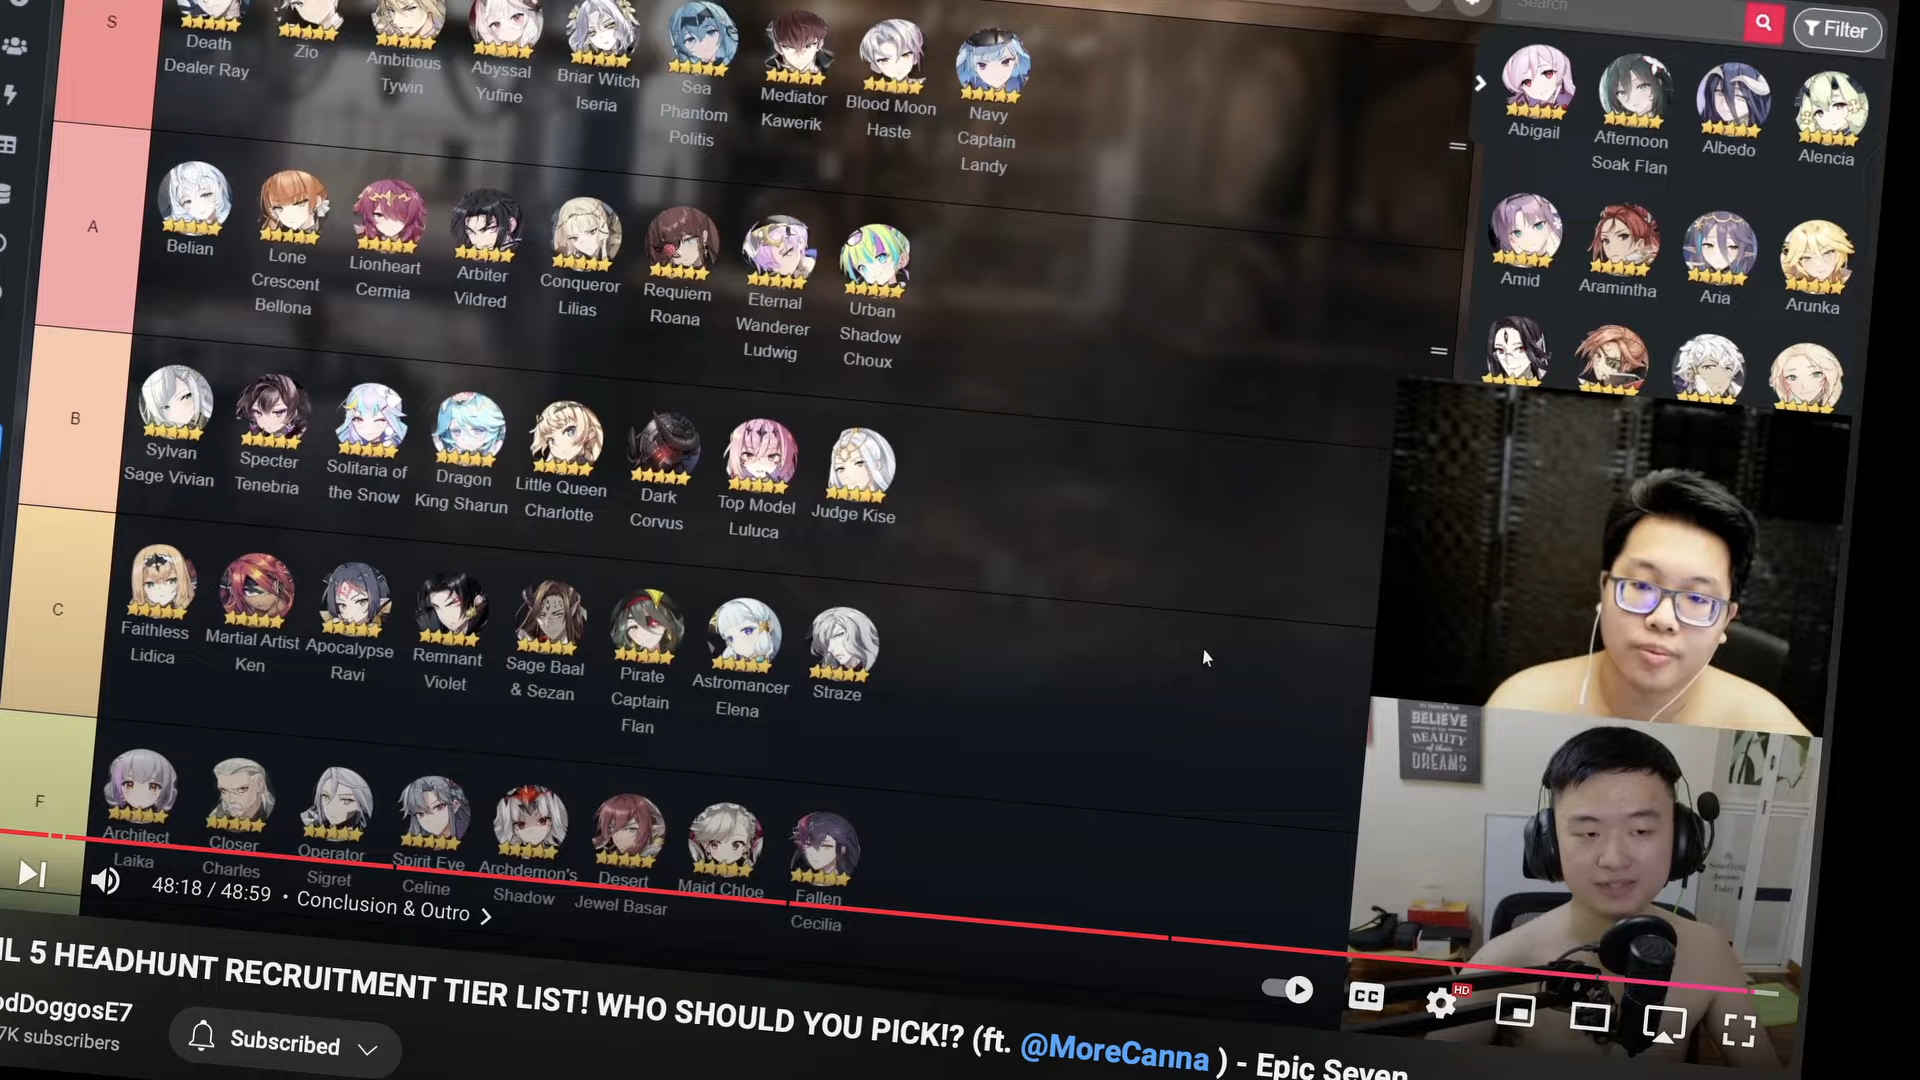 Search
Filter
S
Death
Dealer Ray
Zio
Ambitious
Tywin
Abyssal
Yufine
Briar Witch
Iseria
Sea
Phantom
Politis
Mediator
Kawerik
Blood Moon
Haste
Navy
Captain
Landy
Abigail
Afternoon
Soak Flan
Albedo
Alencia
A
Belian
Lone
Crescent
Bellona
Lionheart
Cermia
Arbiter
Vildred
Conqueror
Lilias
Requiem
Roana
Eternal
Wanderer
Ludwig
Urban
Shadow
Choux
Amid
Aramintha
Aria
Arunka
B
Sylvan
Sage Vivian
Specter
Tenebria
Solitaria of
the Snow
Dragon
King Sharun
Little Queen
Charlotte
Dark
Corvus
Top Model
Luluca
Judge Kise
C
Faithless
Lidica
Martial Artist
Ken
Apocalypse
Ravi
Remnant
Violet
Sage Baal
& Sezan
Pirate
Captain
Flan
Astromancer
Elena
Straze
BELIEVE
BEAUTY
of their
DREAMS
F
Architect
Laika
Closer
Charles
Operator
Sigret
Spirit Eye
Celine
Archdemon's
Shadow
Desert
Jewel Basar
Maid Chloe
Fallen
Cecilia
48:18 / 48:59 • Conclusion & Outro
CC
HD
5 HEADHUNT RECRUITMENT TIER LIST! WHO SHOULD YOU PICK!? (ft. @MoreCanna ) - Epic Seven
odDoggosE7
7K subscribers
Subscribed